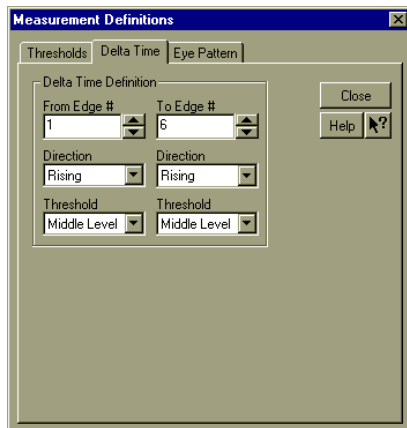 Measurement Definitions
Thresholds Delta Time Eye Pattern
Delta Time Definition
From Edge # To Edge #
1 6
Direction Direction
Rising Rising
Threshold Threshold
Middle Level Middle Level
Close
Help ?